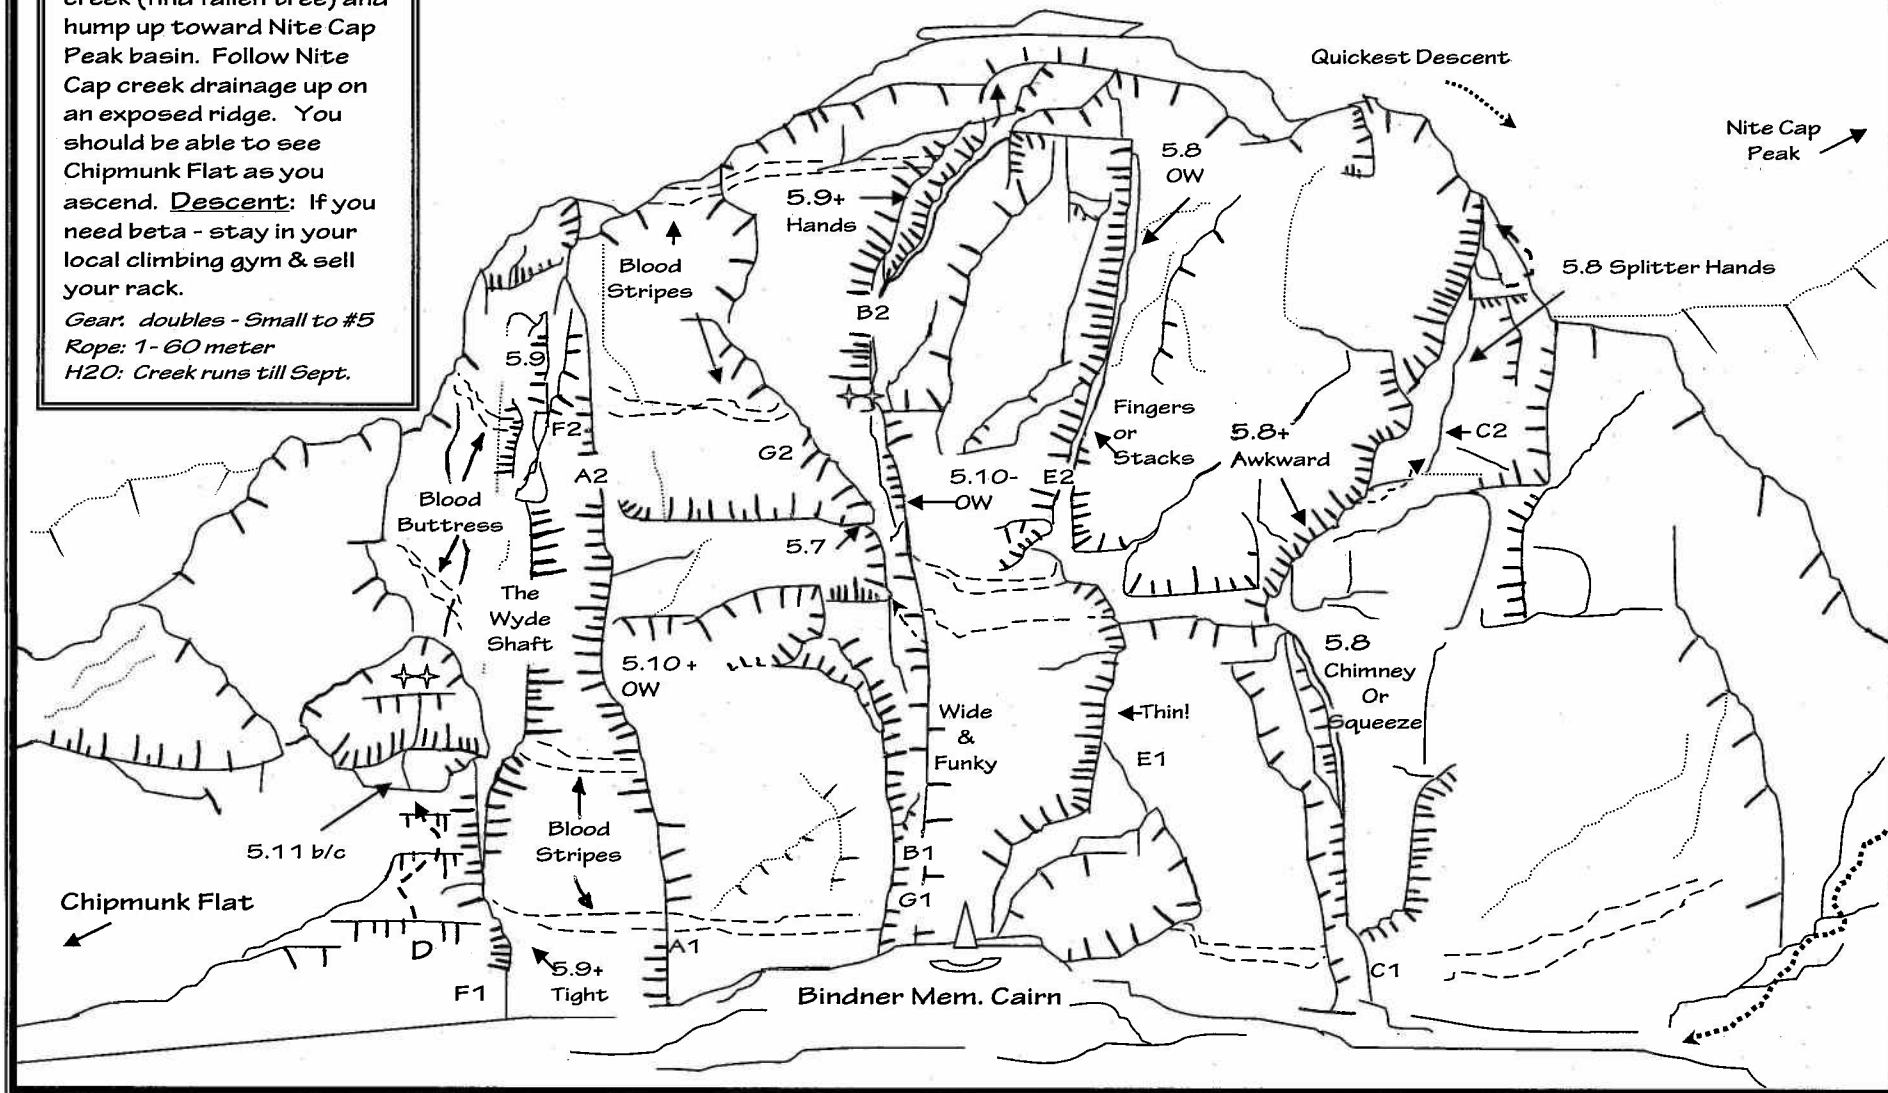 creek (find fallen tree) and
hump up toward Nite Cap
Peak basin. Follow Nite
Cap creek drainage up on
an exposed ridge. You
should be able to see
Chipmunk Flat as you
ascend. Descent: If you
need beta - stay in your
local climbing gym & sell
your rack.
Gear: doubles - Small to #5
Rope: 1- 60 meter
H2O: Creek runs till Sept.
Quickest Descent
Nite Cap
Peak
5.8
OW
5.9+
Hands
Blood
Stripes
5.8 Splitter Hands
B2
5.9
F2
Fingers
or
Stacks
5.8+
Awkward
C2
G2
A2
5.10-
OW
E2
Blood
Buttress
5.7
The
Wyde
Shaft
5.10+
OW
5.8
Chimney
Or
Squeeze
Wide
&
Funky
Thin!
E1
Blood
Stripes
5.11 b/c
B1
G1
Chipmunk Flat
D
A1
5.9+
Tight
F1
C1
Bindner Mem. Cairn